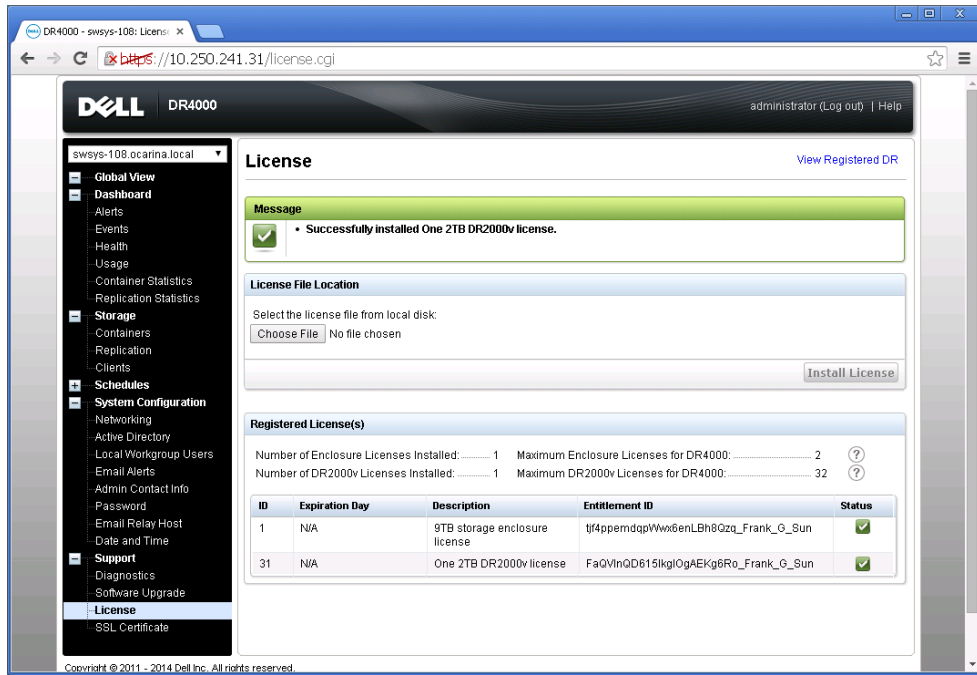 DR4000 - swsys-108: Licens
https://10.250.241.31/license.cgi
DELL DR4000
administrator (Log out) | Help
swsys-108.ocarina.local
Global View
Dashboard
Alerts
Events
Health
Usage
Container Statistics
Replication Statistics
Storage
Containers
Replication
Clients
Schedules
System Configuration
Networking
Active Directory
Local Workgroup Users
Email Alerts
Admin Contact Info
Password
Email Relay Host
Date and Time
Support
Diagnostics
Software Upgrade
License
SSL Certificate
License
View Registered DR
Message
• Successfully installed One 2TB DR2000v license.
License File Location
Select the license file from local disk:
Choose File No file chosen
Install License
Registered License(s)
Number of Enclosure Licenses Installed: 1 Maximum Enclosure Licenses for DR4000: 2 ?
Number of DR2000v Licenses Installed: 1 Maximum DR2000v Licenses for DR4000: 32 ?
ID Expiration Day Description Entitlement ID Status
1 N/A 9TB storage enclosure license tjf4ppemdqpWwx6enLBh8Qzq_Frank_G_Sun
31 N/A One 2TB DR2000v license FaQVlnQD615lkglOgAEKg6Ro_Frank_G_Sun
Copyright © 2011 - 2014 Dell Inc. All rights reserved.